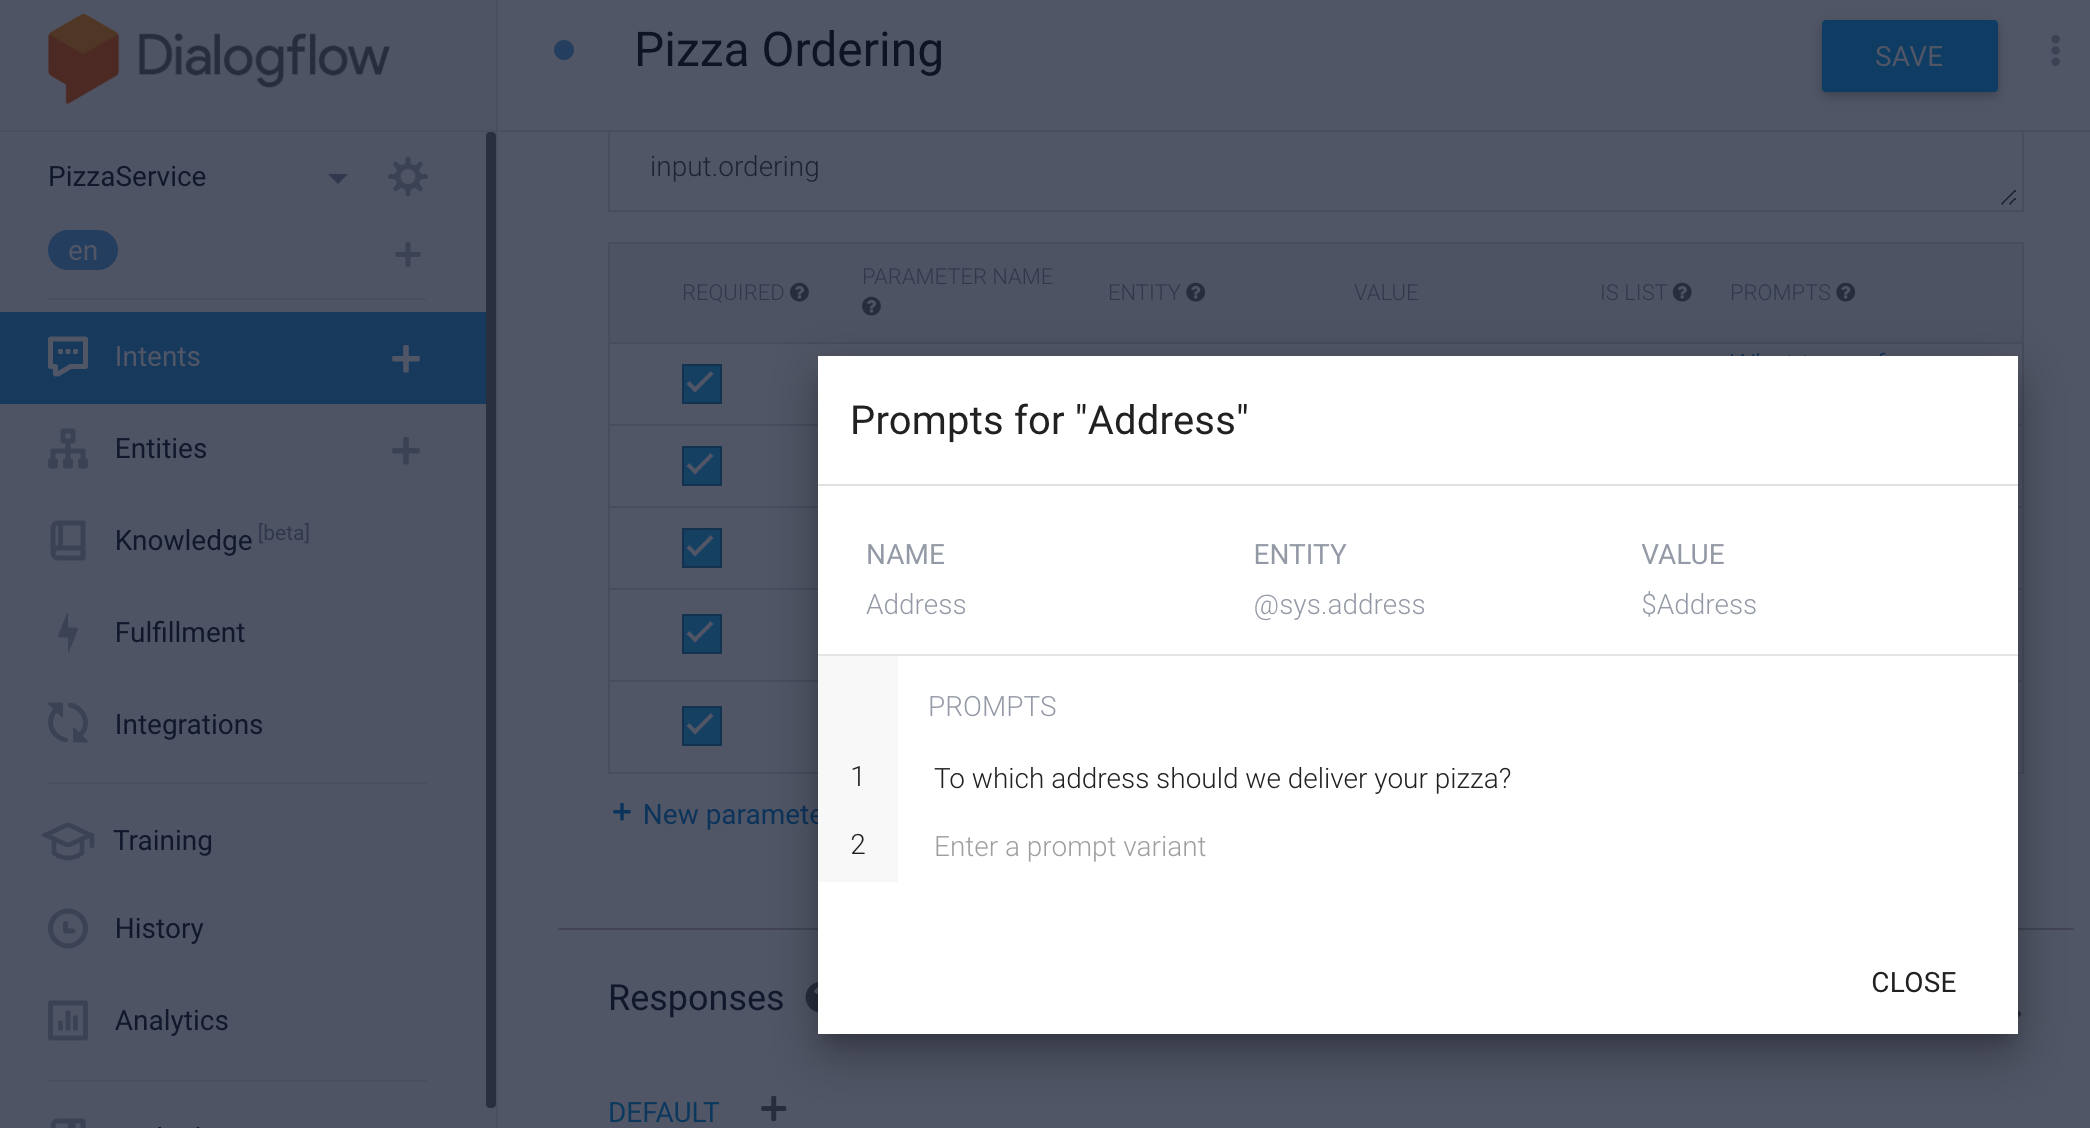 Dialogflow
Pizza Ordering
SAVE
PizzaService
en
input.ordering
REQUIRED
PARAMETER NAME
ENTITY
VALUE
IS LIST
PROMPTS
Intents
Entities
Knowledge [beta]
Fulfillment
Integrations
Training
History
Analytics
Prompts for "Address"
NAME
ENTITY
VALUE
Address
@sys.address
$Address
PROMPTS
1 To which address should we deliver your pizza?
2 Enter a prompt variant
CLOSE
+ New paramete
Responses
DEFAULT